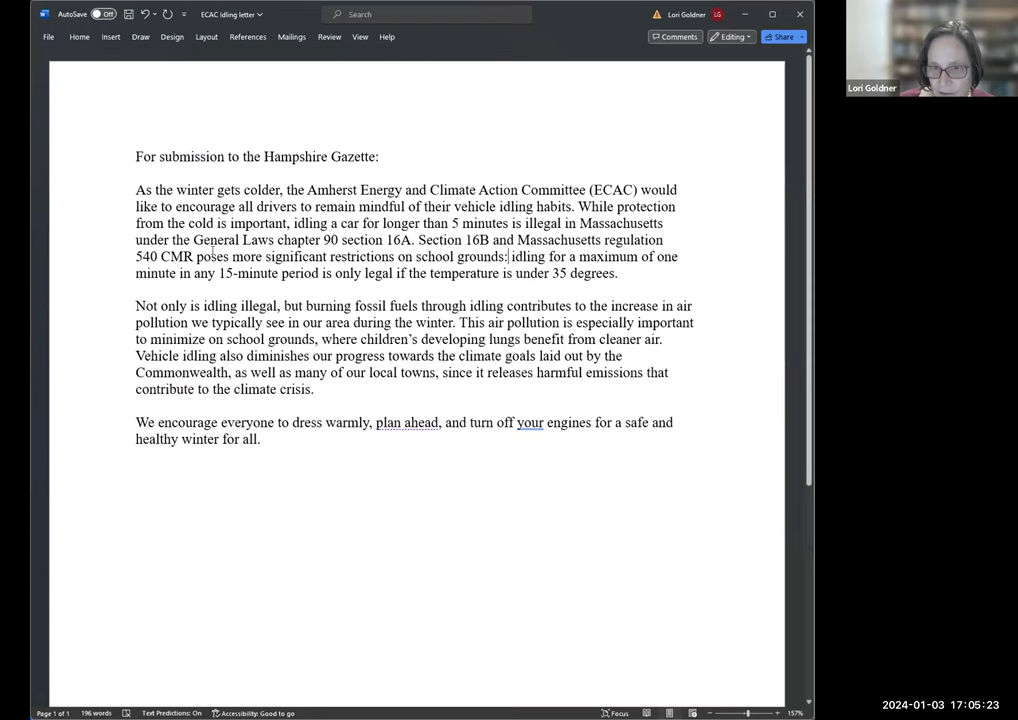 AutoSave Off ECAC Idling letter Search Lori Goldner LG
File Home Insert Draw Design Layout References Mailings Review View Help Comments Editing Share
Lori Goldner
For submission to the Hampshire Gazette:
As the winter gets colder, the Amherst Energy and Climate Action Committee (ECAC) would
like to encourage all drivers to remain mindful of their vehicle idling habits. While protection
from the cold is important, idling a car for longer than 5 minutes is illegal in Massachusetts
under the General Laws chapter 90 section 16A. Section 16B and Massachusetts regulation
540 CMR poses more significant restrictions on school grounds: idling for a maximum of one
minute in any 15-minute period is only legal if the temperature is under 35 degrees.
Not only is idling illegal, but burning fossil fuels through idling contributes to the increase in air
pollution we typically see in our area during the winter. This air pollution is especially important
to minimize on school grounds, where children’s developing lungs benefit from cleaner air.
Vehicle idling also diminishes our progress towards the climate goals laid out by the
Commonwealth, as well as many of our local towns, since it releases harmful emissions that
contribute to the climate crisis.
We encourage everyone to dress warmly, plan ahead, and turn off your engines for a safe and
healthy winter for all.
Page 1 of 1 196 words Text Predictions: On Accessibility: Good to go Focus 157%
2024-01-03 17:05:23